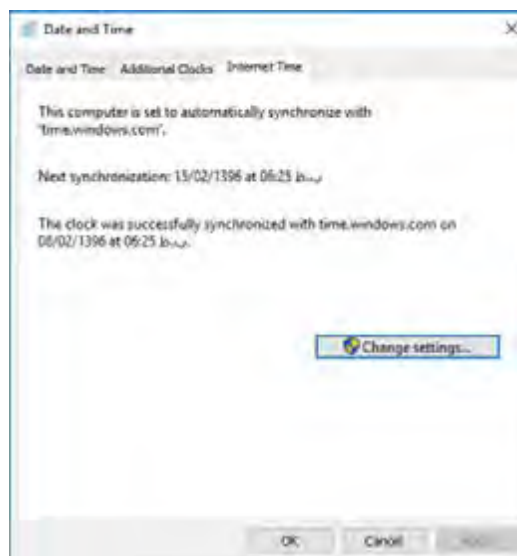 Date and Time
Date and Time Additional Clocks Internet Time
This computer is set to automatically synchronize with
'time.windows.com'.
Next synchronization: 15/02/1396 at 06:25 ب.ظ
The clock was successfully synchronized with time.windows.com on
08/02/1396 at 06:25 ب.ظ.
Change settings...
OK Cancel